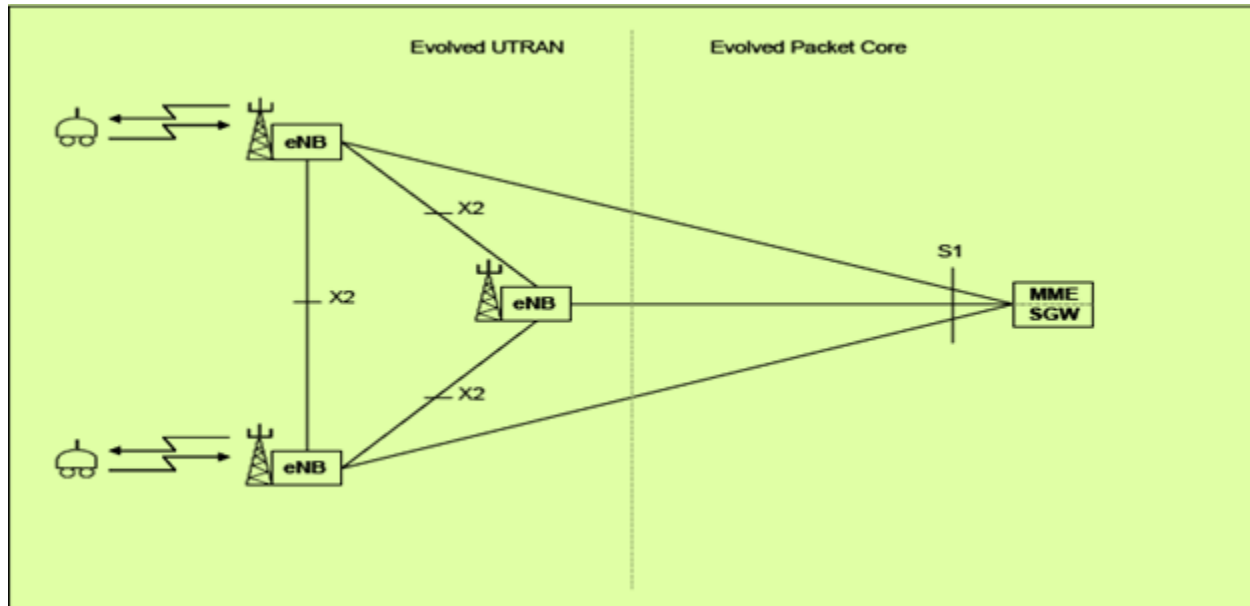 Evolved UTRAN
Evolved Packet Core
eNB
X2
S1
X2
eNB
MME
SGW
X2
eNB